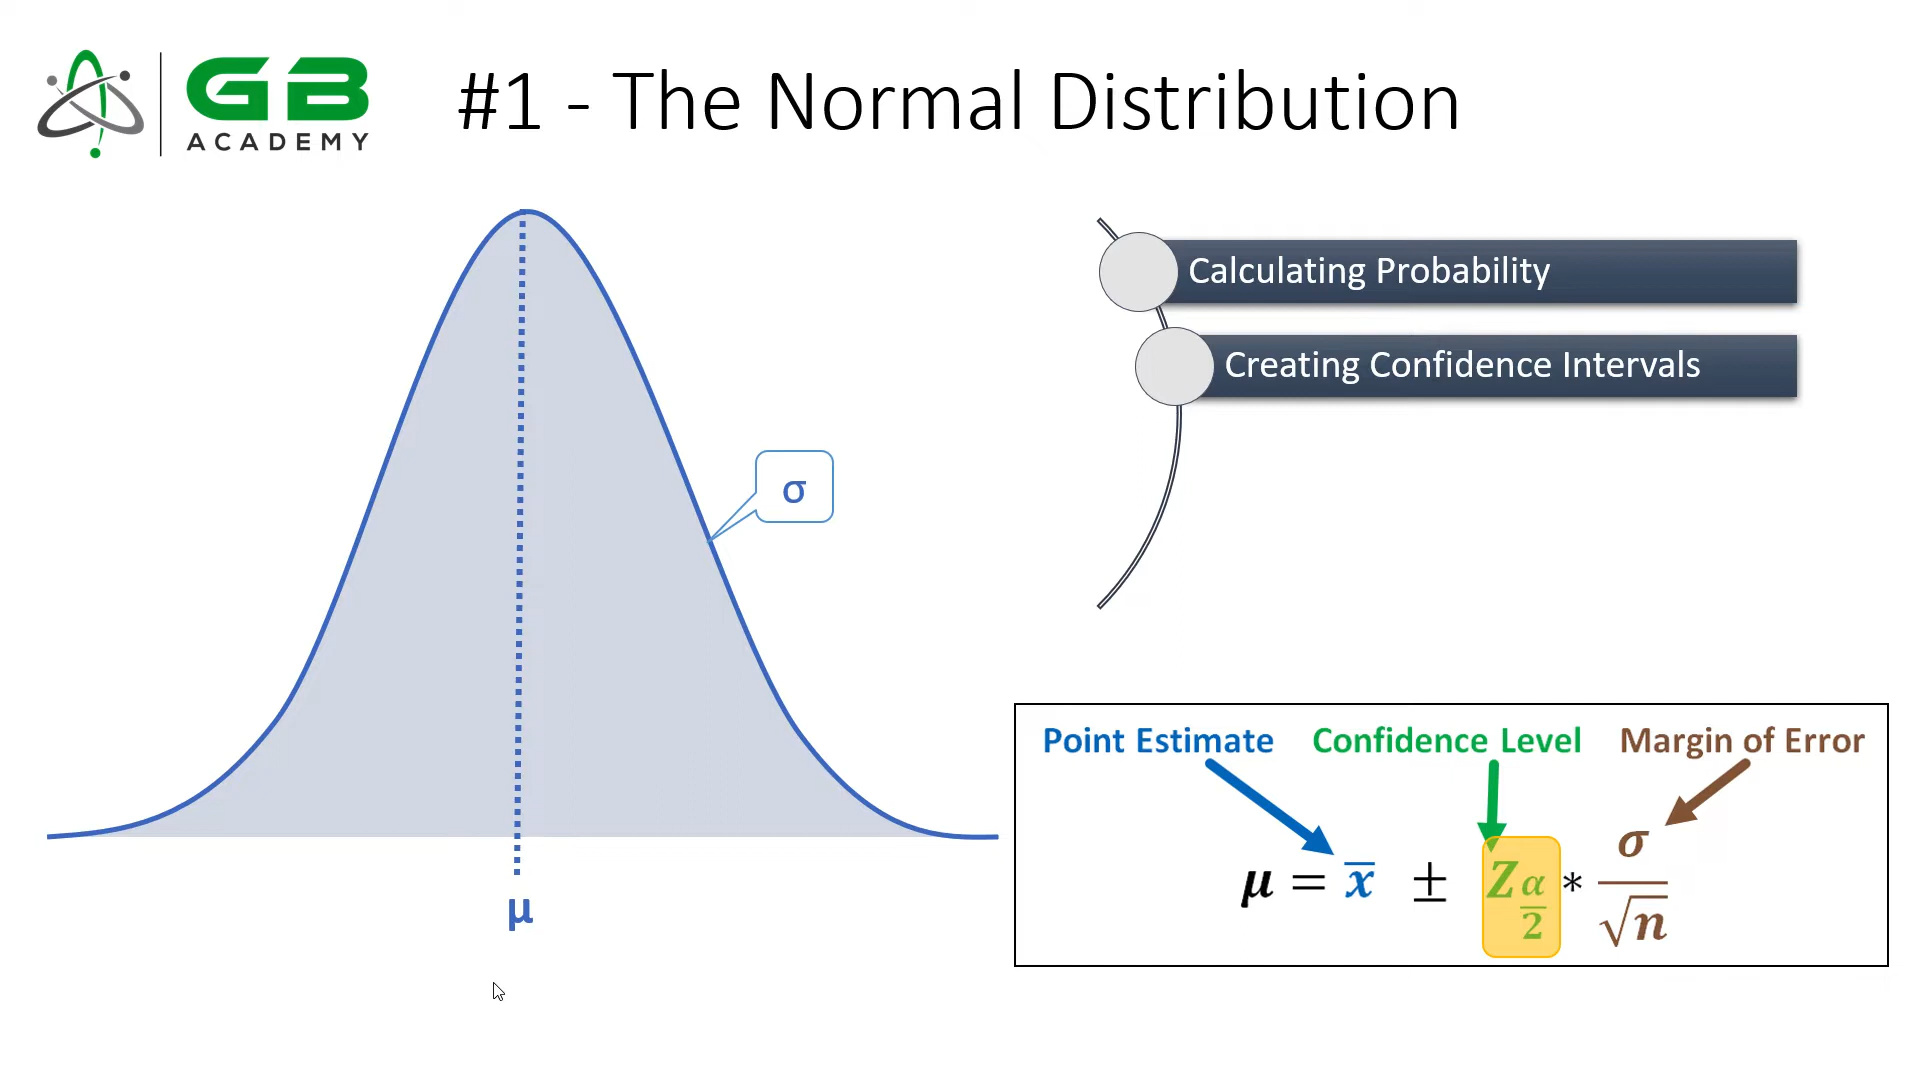 GB
ACADEMY
#1 - The Normal Distribution
σ
μ
Calculating Probability
Creating Confidence Intervals
Point Estimate Confidence Level Margin of Error
μ = x̅ ± Z α/2 * σ/√n